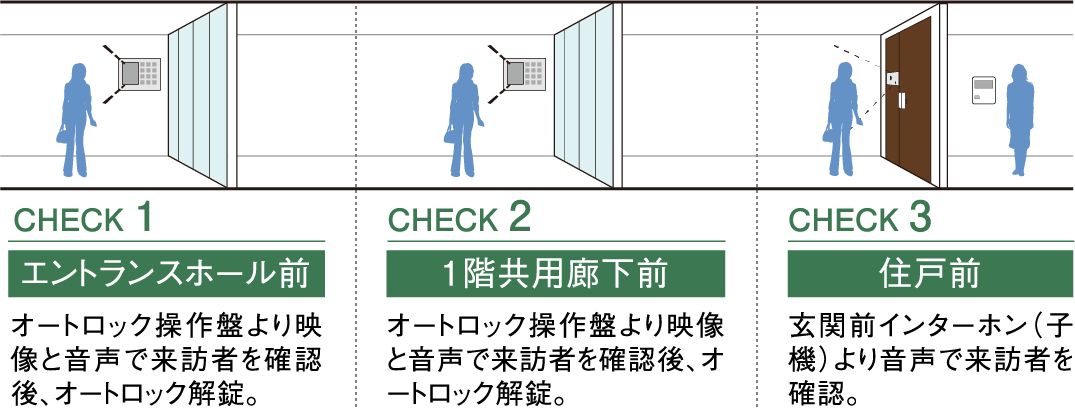 CHECK 1
エントランスホール前
オートロック操作盤より映
像と音声で来訪者を確認
後、オートロック解錠。
CHECK 2
1階共用廊下前
オートロック操作盤より映像
と音声で来訪者を確認後、オ
ートロック解錠。
CHECK 3
住戸前
玄関前インターホン（子
機）より音声で来訪者を
確認。